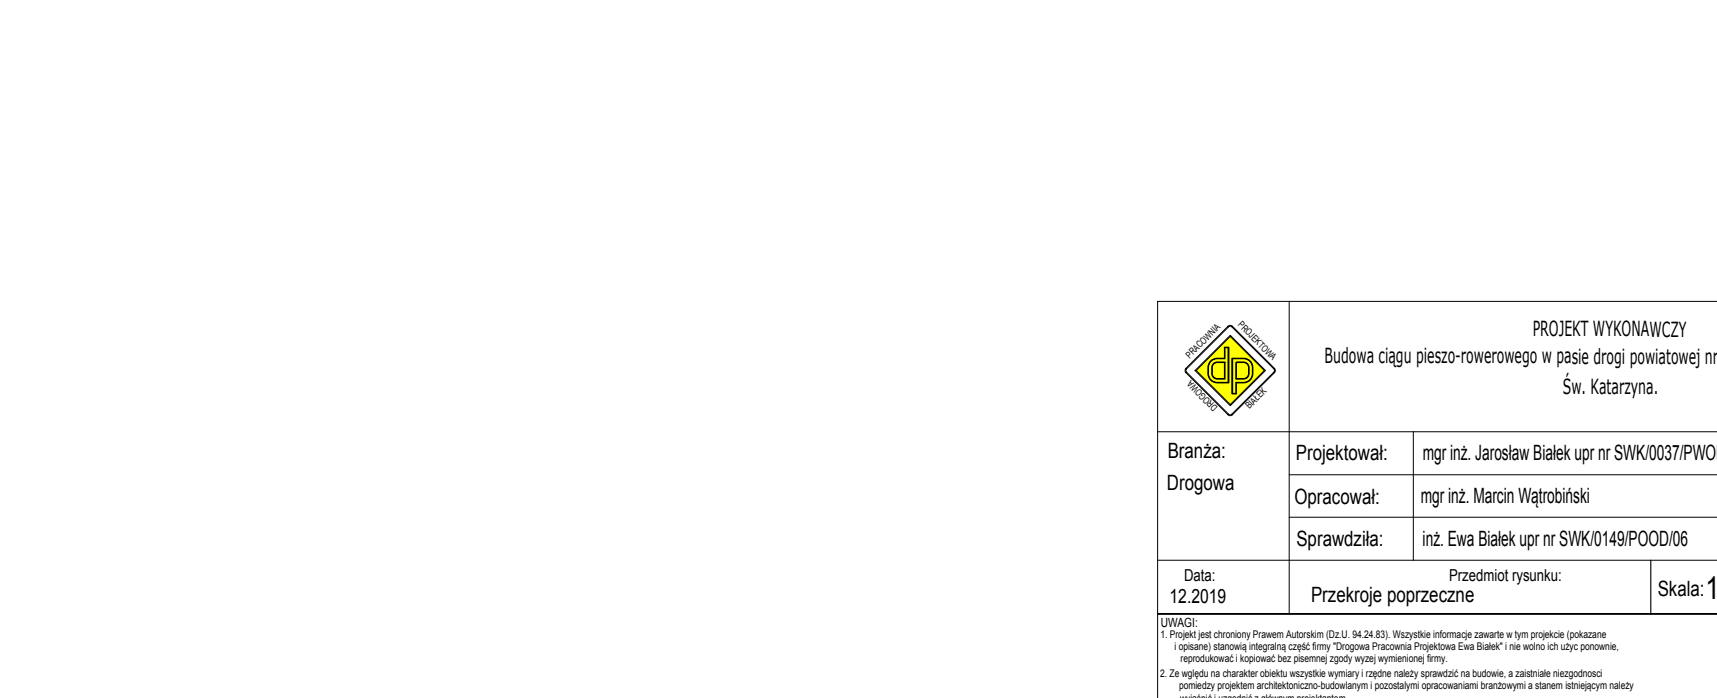 PRACOWNIA PROJEKTOWA
dp
DROGOWA BIAŁEK
PROJEKT WYKONAWCZY
Budowa ciągu pieszo-rowerowego w pasie drogi powiatowej nr
Św. Katarzyna.
Branża:
Drogowa
Projektował: mgr inż. Jarosław Białek upr nr SWK/0037/PWO
Opracował: mgr inż. Marcin Wątrobiński
Sprawdziła: inż. Ewa Białek upr nr SWK/0149/POOD/06
Data:
12.2019
Przedmiot rysunku:
Przekroje poprzeczne
Skala: 1
UWAGI:
1. Projekt jest chroniony Prawem Autorskim (Dz.U. 94.24.83). Wszystkie informacje zawarte w tym projekcie (pokazane
i opisane) stanowią integralną część firmy "Drogowa Pracownia Projektowa Ewa Białek" i nie wolno ich użyc ponownie,
reprodukować i kopiować bez pisemnej zgody wyzej wymienionej firmy.
2. Ze względu na charakter obiektu wszystkie wymiary i rzędne należy sprawdzić na budowie, a zaistniałe niezgodnosci
pomiedzy projektem architektoniczno-budowlanym i pozostałymi opracowaniami branżowymi a stanem istniejącym należy